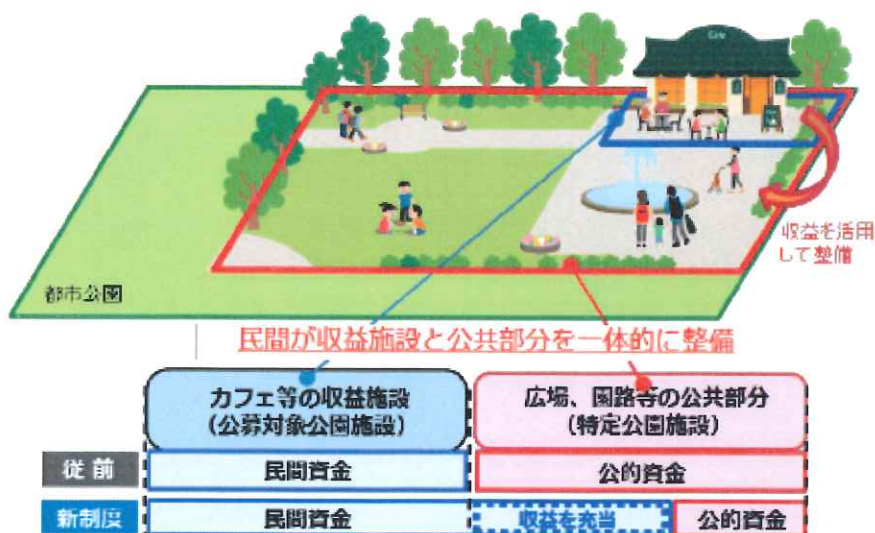 Cafe
収益を活用
して整備
都市公園
民間が収益施設と公共部分を一体的に整備
カフェ等の収益施設
(公募対象公園施設)
広場、園路等の公共部分
(特定公園施設)
従前
民間資金
公的資金
新制度
民間資金
収益を充当
公的資金